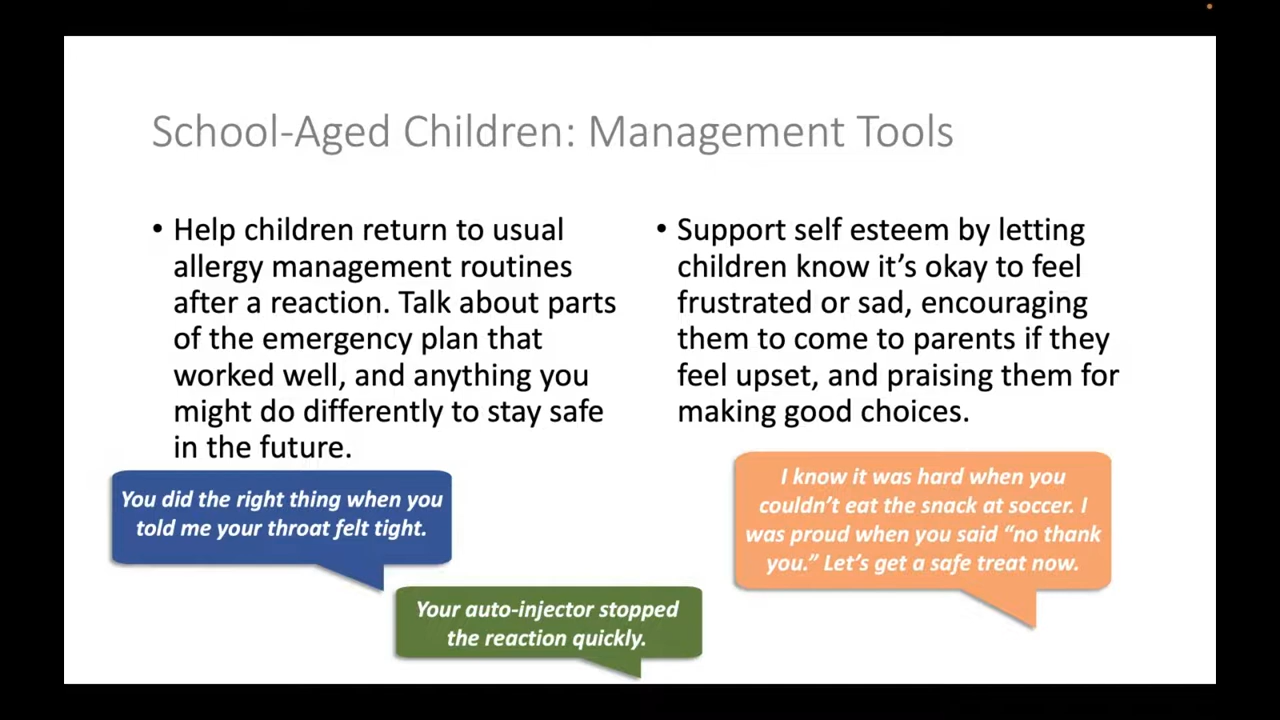 School-Aged Children: Management Tools
• Help children return to usual
allergy management routines
after a reaction. Talk about parts
of the emergency plan that
worked well, and anything you
might do differently to stay safe
in the future.
• Support self esteem by letting
children know it’s okay to feel
frustrated or sad, encouraging
them to come to parents if they
feel upset, and praising them for
making good choices.
You did the right thing when you
told me your throat felt tight.
Your auto-injector stopped
the reaction quickly.
I know it was hard when you
couldn’t eat the snack at soccer. I
was proud when you said “no thank
you.” Let’s get a safe treat now.